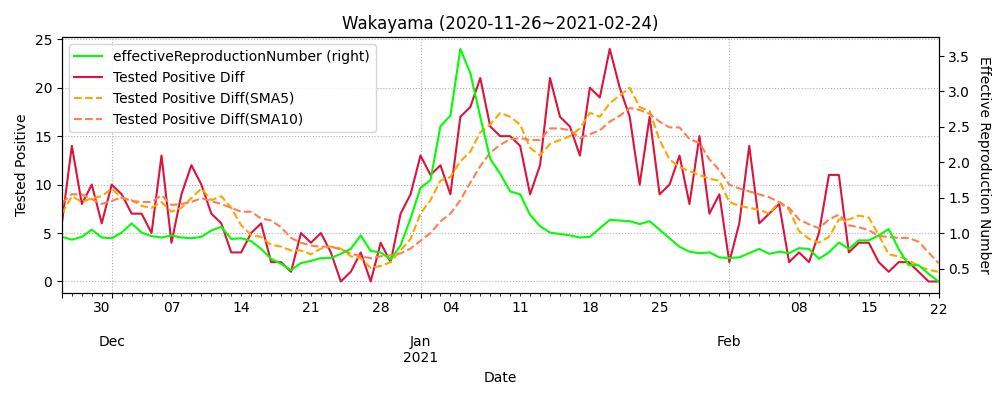 Wakayama (2020-11-26~2021-02-24)
effectiveReproductionNumber (right)
Tested Positive Diff
Tested Positive Diff(SMA5)
Tested Positive Diff(SMA10)
Tested Positive
25
20
15
10
5
0
3.5
3.0
2.5
2.0
1.5
1.0
0.5
Effective Reproduction Number
30 07 14 21 28 04 11 18 25 08 15 22
Dec Jan Feb
2021
Date